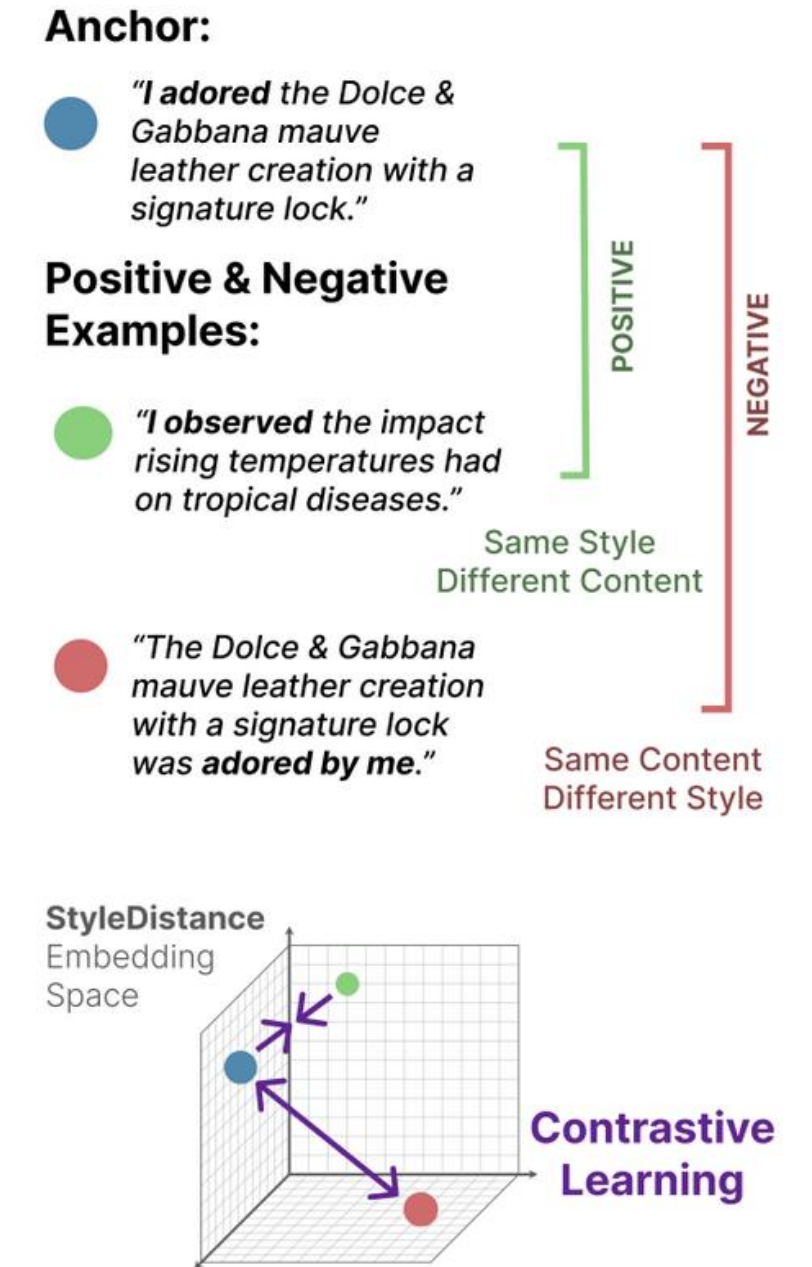 Anchor:
“I adored the Dolce &
Gabbana mauve
leather creation with a
signature lock.”
Positive & Negative
Examples:
“I observed the impact
rising temperatures had
on tropical diseases.”
POSITIVE
NEGATIVE
Same Style
Different Content
“The Dolce & Gabbana
mauve leather creation
with a signature lock
was adored by me.”
Same Content
Different Style
StyleDistance
Embedding
Space
Contrastive
Learning